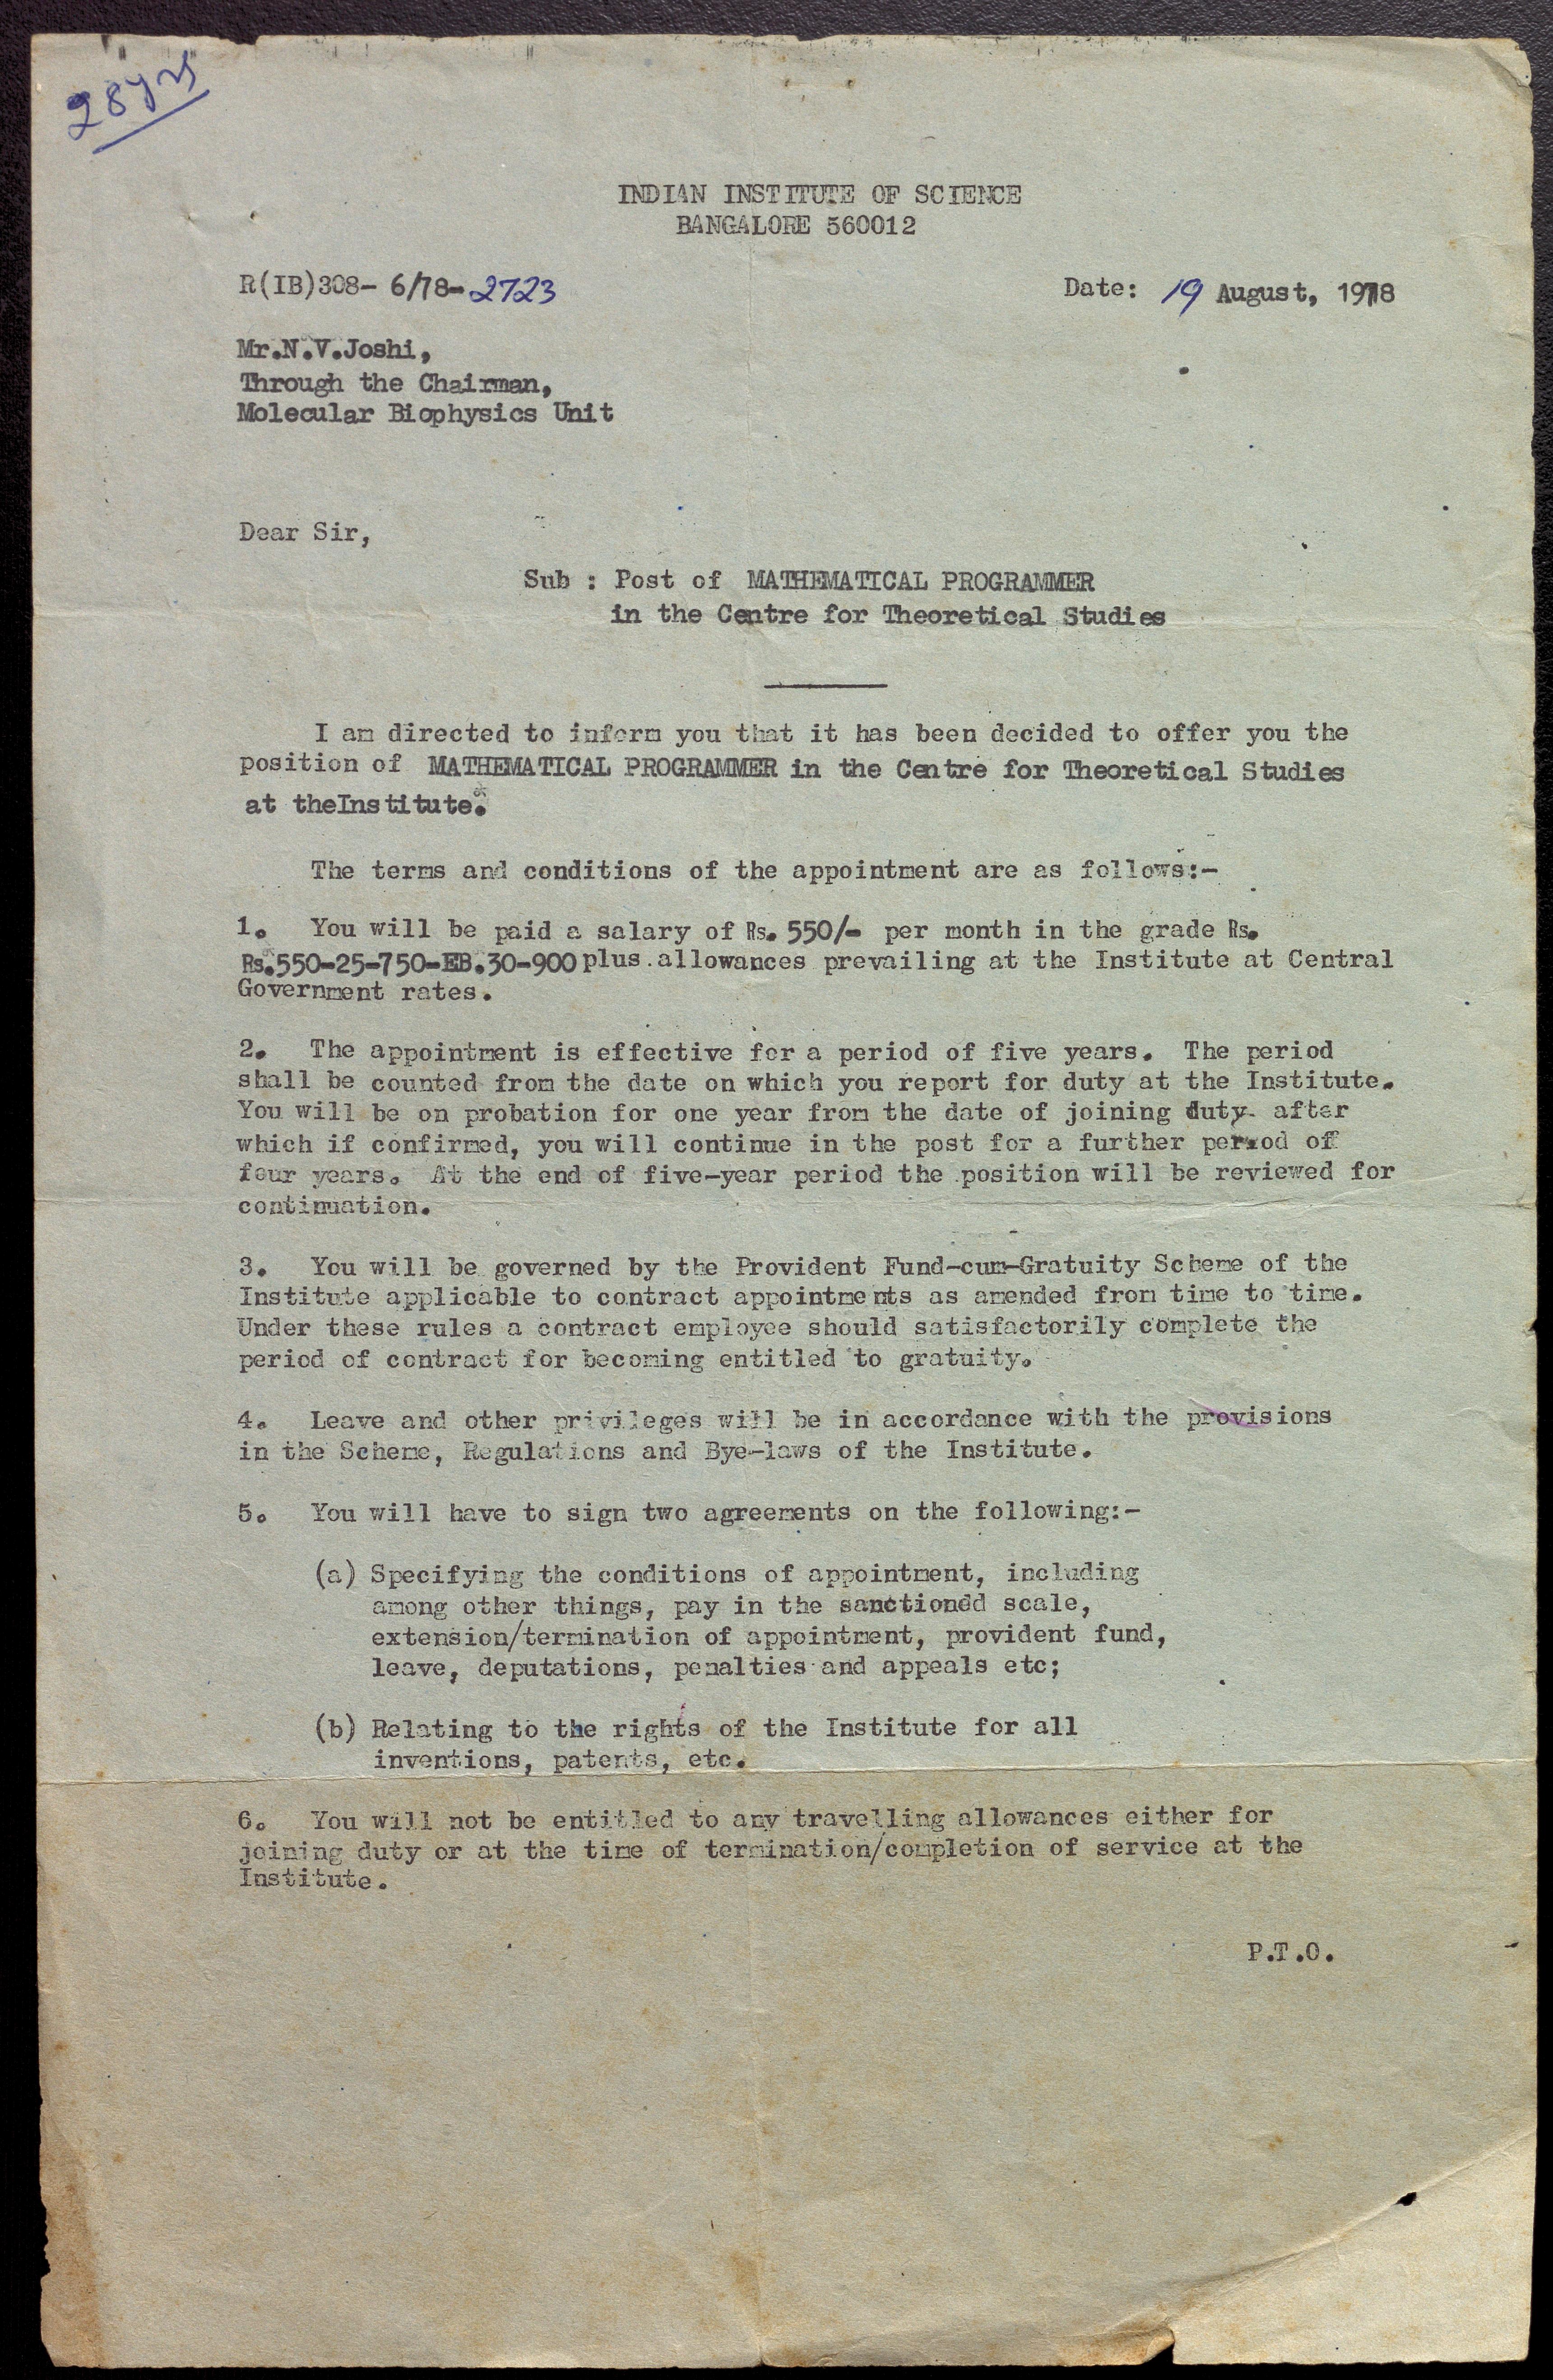 28yrs
INDIAN INSTITUTE OF SCIENCE
BANGALORE 560012
R(IB)308- 6/78-2723
Date: 19 August, 1978
Mr.N.V.Joshi,
Through the Chairman,
Molecular Biophysics Unit
Dear Sir,
Sub : Post of MATHEMATICAL PROGRAMMER
in the Centre for Theoretical Studies
I am directed to inform you that it has been decided to offer you the
position of MATHEMATICAL PROGRAMMER in the Centre for Theoretical Studies
at theInstitute.
The terms and conditions of the appointment are as follows:-
1. You will be paid a salary of Rs. 550/- per month in the grade Rs.
Rs.550-25-750-EB.30-900 plus allowances prevailing at the Institute at Central
Government rates.
2. The appointment is effective for a period of five years. The period
shall be counted from the date on which you report for duty at the Institute.
You will be on probation for one year from the date of joining duty after
which if confirmed, you will continue in the post for a further period of
four years. At the end of five-year period the position will be reviewed for
continuation.
3. You will be governed by the Provident Fund-cum-Gratuity Scheme of the
Institute applicable to contract appointments as amended from time to time.
Under these rules a contract employee should satisfactorily complete the
period of contract for becoming entitled to gratuity.
4. Leave and other privileges will be in accordance with the provisions
in the Scheme, Regulations and Bye-laws of the Institute.
5. You will have to sign two agreements on the following:-
(a) Specifying the conditions of appointment, including
among other things, pay in the sanctioned scale,
extension/termination of appointment, provident fund,
leave, deputations, penalties and appeals etc;
(b) Relating to the rights of the Institute for all
inventions, patents, etc.
6. You will not be entitled to any travelling allowances either for
joining duty or at the time of termination/completion of service at the
Institute.
P.T.O.